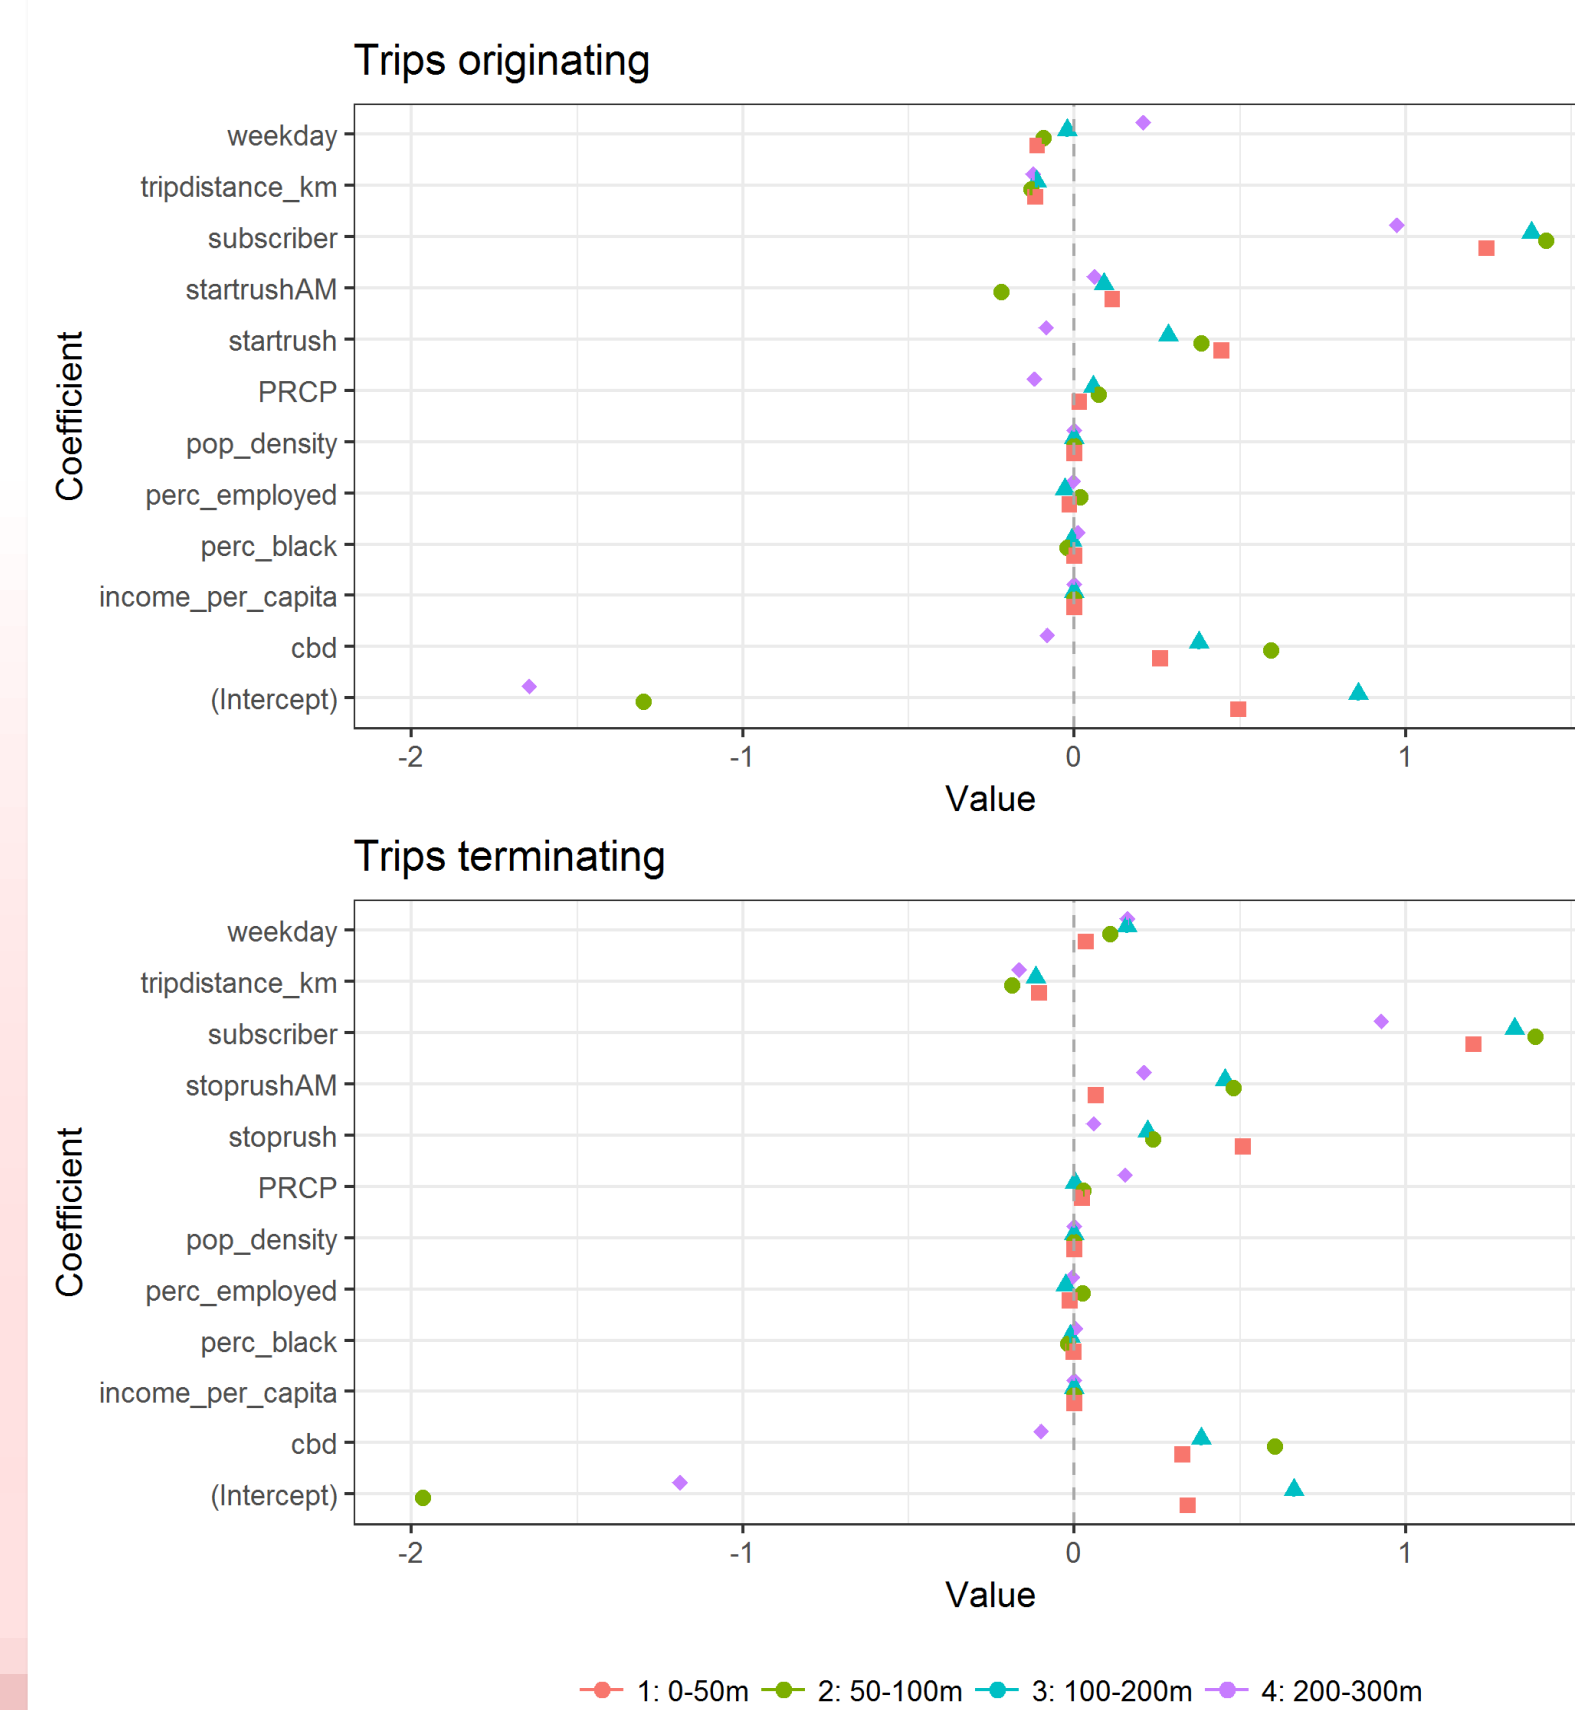 Trips originating
weekday
tripdistance_km
subscriber
startrushAM
startrush
PRCP
pop_density
perc_employed
perc_black
income_per_capita
cbd
(Intercept)
Coefficient
-2 -1 0 1
Value
Trips terminating
weekday
tripdistance_km
subscriber
stoprushAM
stoprush
PRCP
pop_density
perc_employed
perc_black
income_per_capita
cbd
(Intercept)
Coefficient
-2 -1 0 1
Value
1: 0-50m 2: 50-100m 3: 100-200m 4: 200-300m